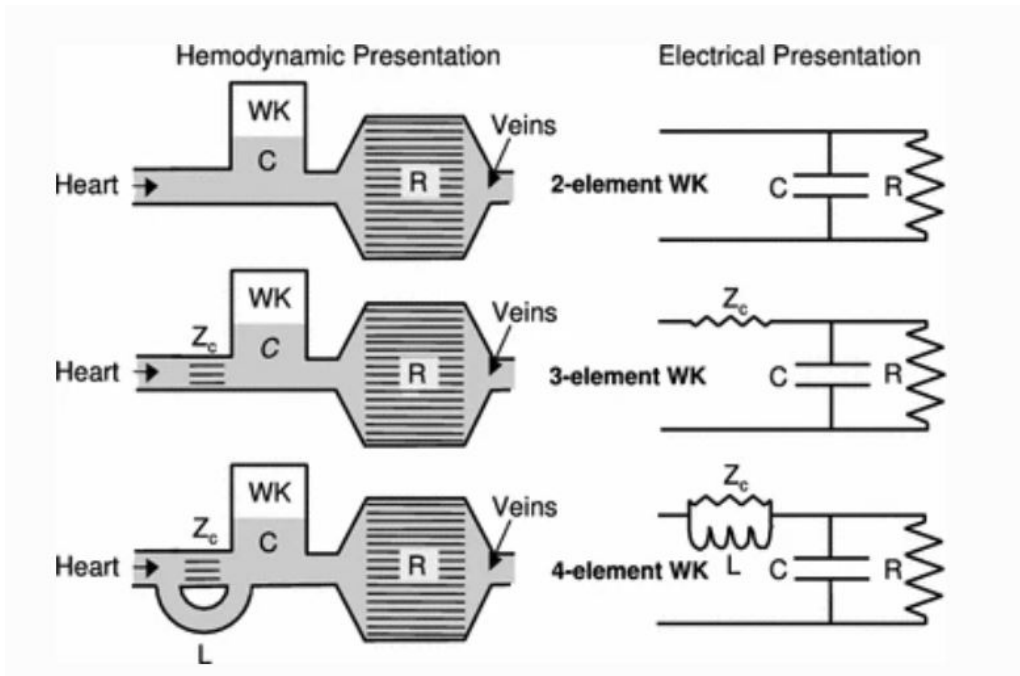 Hemodynamic Presentation
Electrical Presentation
WK
C
Heart
R
Veins
2-element WK
C
R
WK
Zc
C
Heart
R
Veins
Zc
3-element WK
C
R
WK
Zc
C
Heart
L
R
Veins
Zc
4-element WK
L
C
R